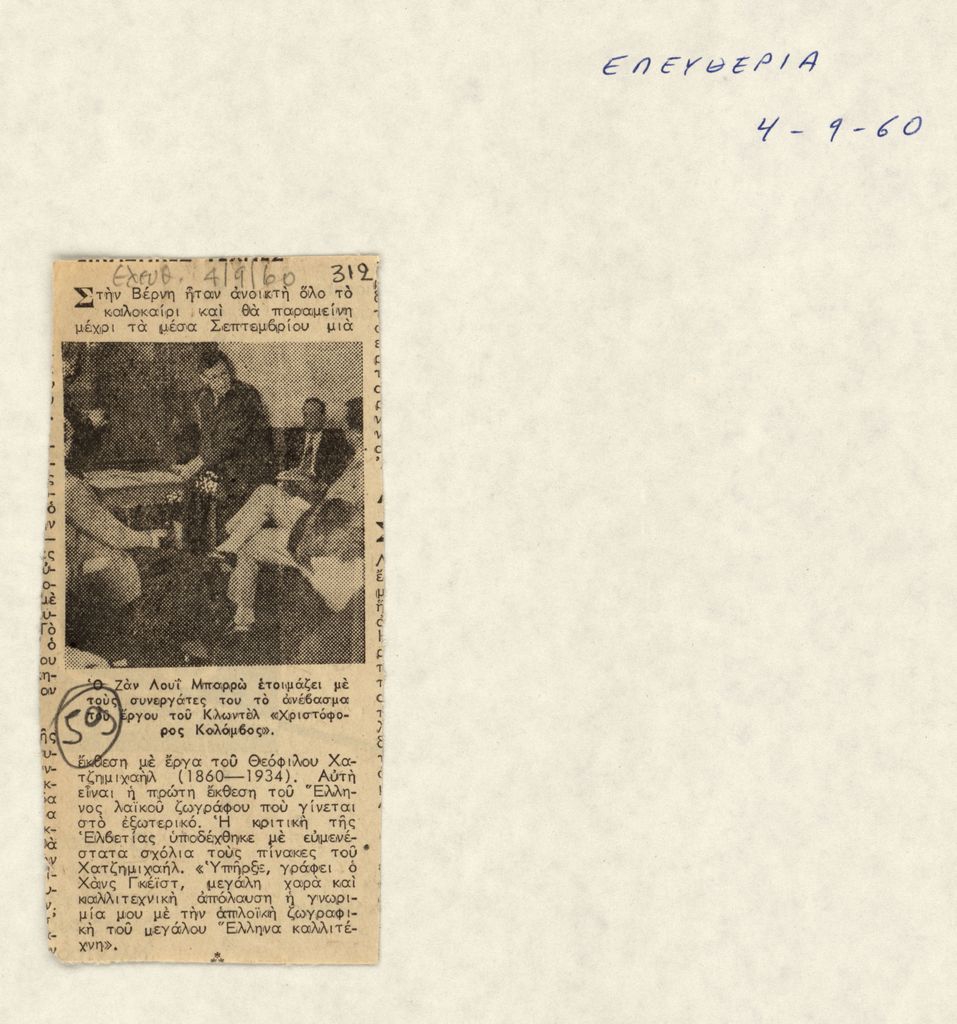 ΕΛΕΥΘΕΡΙΑ
4-9-60
Ελευθ. 4/9/60
312
Στὴν Βέρνη ἦταν ἀνοικτὴ ὅλο τὸ
καλοκαίρι καὶ θὰ παραμείνη
μέχρι τὰ μέσα Σεπτεμβρίου μιὰ
Ὁ Ζὰν Λουῒ Μπαρρὼ ἑτοιμάζει μὲ
τοὺς συνεργάτες του τὸ ἀνέβασμα
τοῦ ἔργου τοῦ Κλωντὲλ «Χριστόφο-
ρος Κολόμβος».
ἔκθεση μὲ ἔργα τοῦ Θεόφιλου Χα-
τζημιχαὴλ (1860—1934). Αὐτὴ
εἶναι ἡ πρώτη ἔκθεση τοῦ Ἕλλη-
νος λαϊκοῦ ζωγράφου ποὺ γίνεται
στὸ ἐξωτερικό. Ἡ κριτικὴ τῆς
Ἑλβετίας ὑποδέχθηκε μὲ εὐμενέ-
στατα σχόλια τοὺς πίνακες τοῦ
Χατζημιχαήλ. «Ὑπῆρξε, γράφει ὁ
Χὰνς Γκέϊστ, μεγάλη χαρὰ καὶ
καλλιτεχνικὴ ἀπόλαυση ἡ γνωρι-
μία μου μὲ τὴν ἁπλοϊκὴ ζωγραφι-
κὴ τοῦ μεγάλου Ἕλληνα καλλιτέ-
χνη».